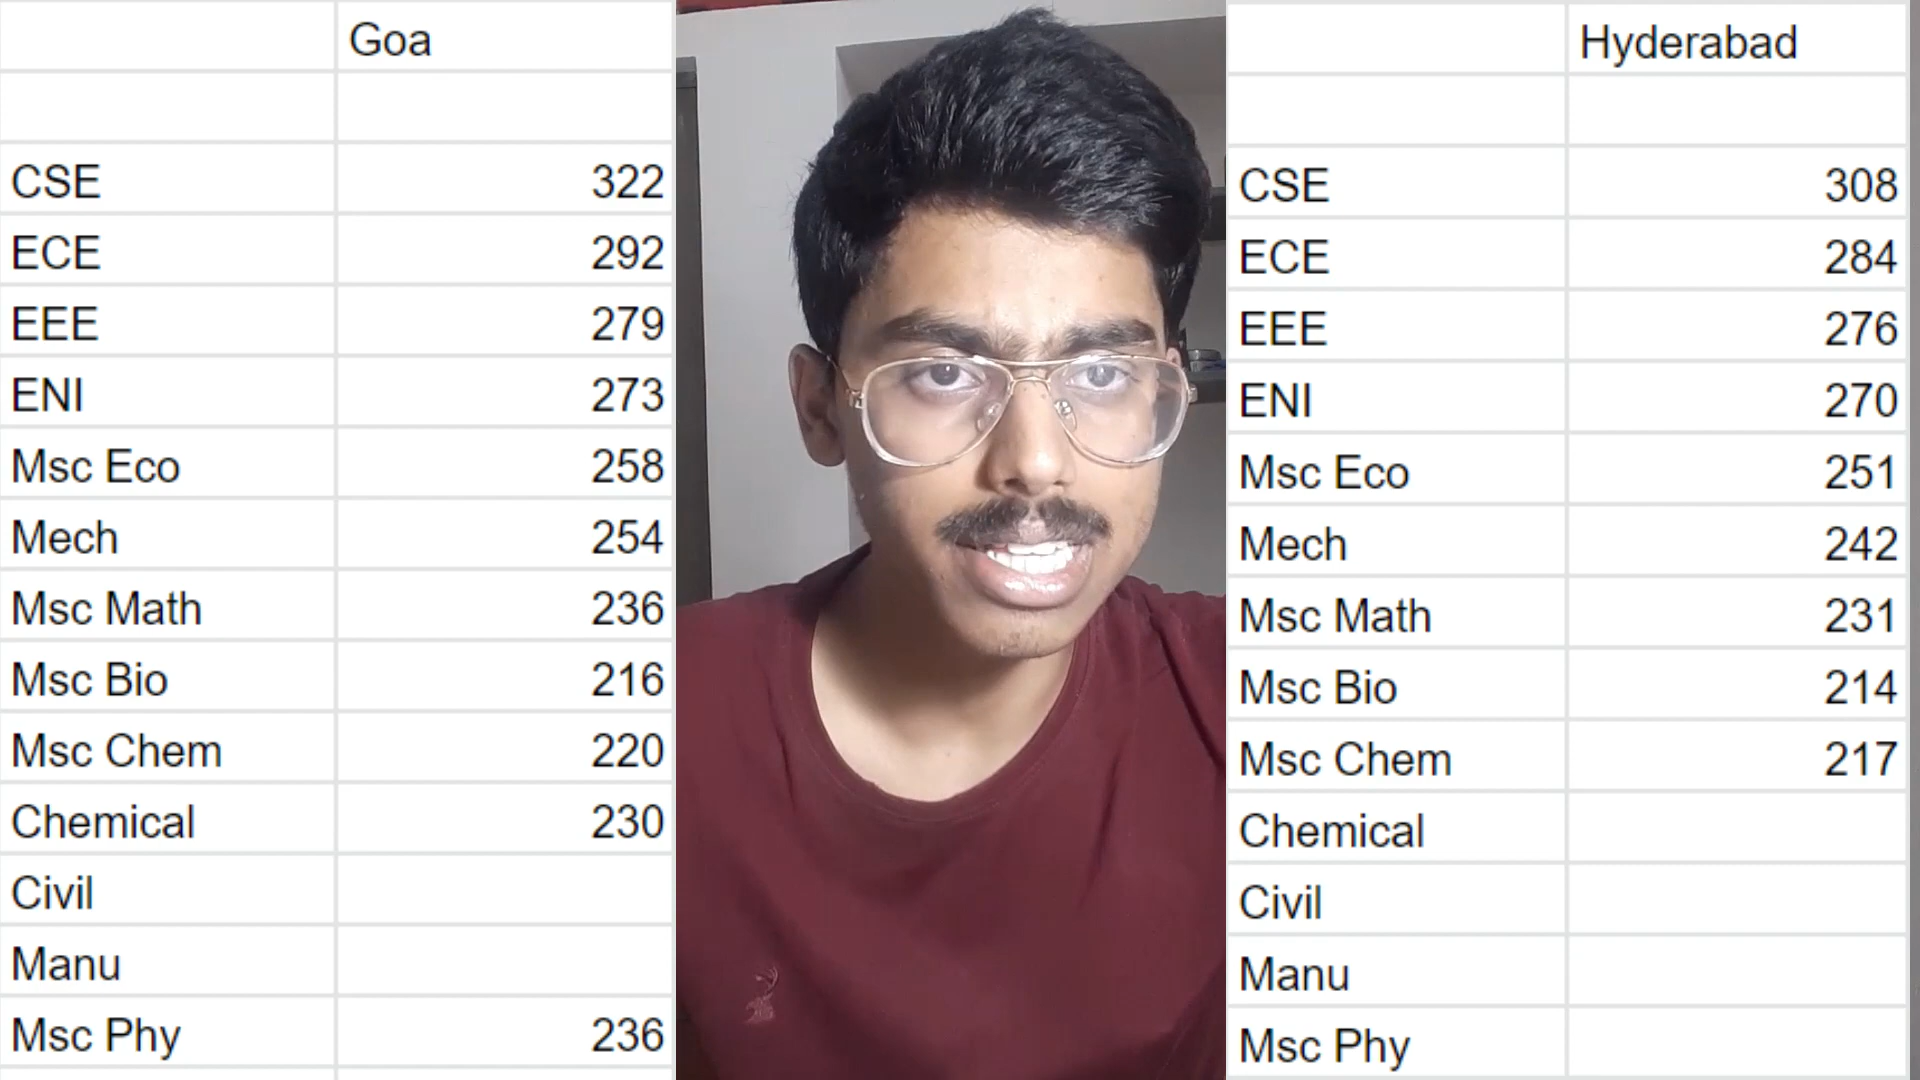 Goa
CSE 322
ECE 292
EEE 279
ENI 273
Msc Eco 258
Mech 254
Msc Math 236
Msc Bio 216
Msc Chem 220
Chemical 230
Civil
Manu
Msc Phy 236
Hyderabad
CSE 308
ECE 284
EEE 276
ENI 270
Msc Eco 251
Mech 242
Msc Math 231
Msc Bio 214
Msc Chem 217
Chemical
Civil
Manu
Msc Phy